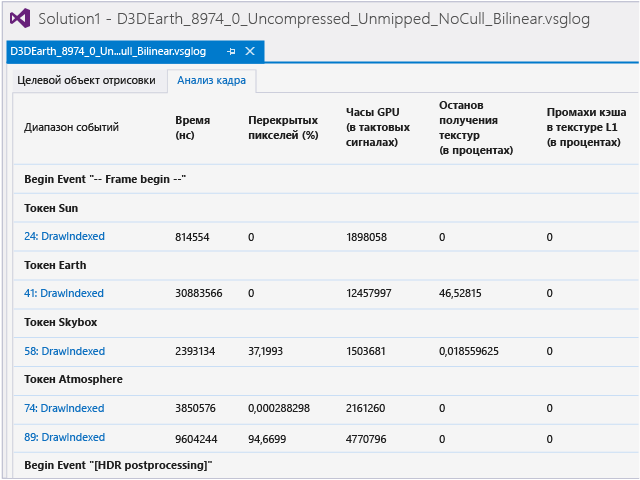 Solution1 - D3DEarth_8974_0_Uncompressed_Unmipped_NoCull_Bilinear.vsglog
D3DEarth_8974_0_Un...ull_Bilinear.vsglog
Целевой объект отрисовки Анализ кадра
Диапазон событий Время (нс) Перекрытых пикселей (%) Часы GPU (в тактовых сигналах) Останов получения текстур (в процентах) Промахи кэша в текстуре L1 (в процентах)
Begin Event "-- Frame begin --"
Токен Sun
24: DrawIndexed 814554 0 1898058 0 0
Токен Earth
41: DrawIndexed 30883566 0 12457997 46,52815 0
Токен Skybox
58: DrawIndexed 2393134 37,1993 1503681 0,018559625 0
Токен Atmosphere
74: DrawIndexed 3850576 0,000288298 2161260 0 0
89: DrawIndexed 9604244 94,6699 4770796 0 0
Begin Event "[HDR postprocessing]"